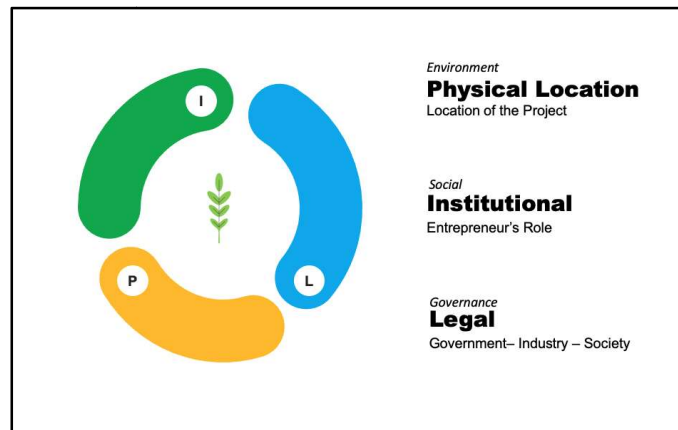 I
P
L
Environment
Physical Location
Location of the Project
Social
Institutional
Entrepreneur's Role
Governance
Legal
Government– Industry – Society